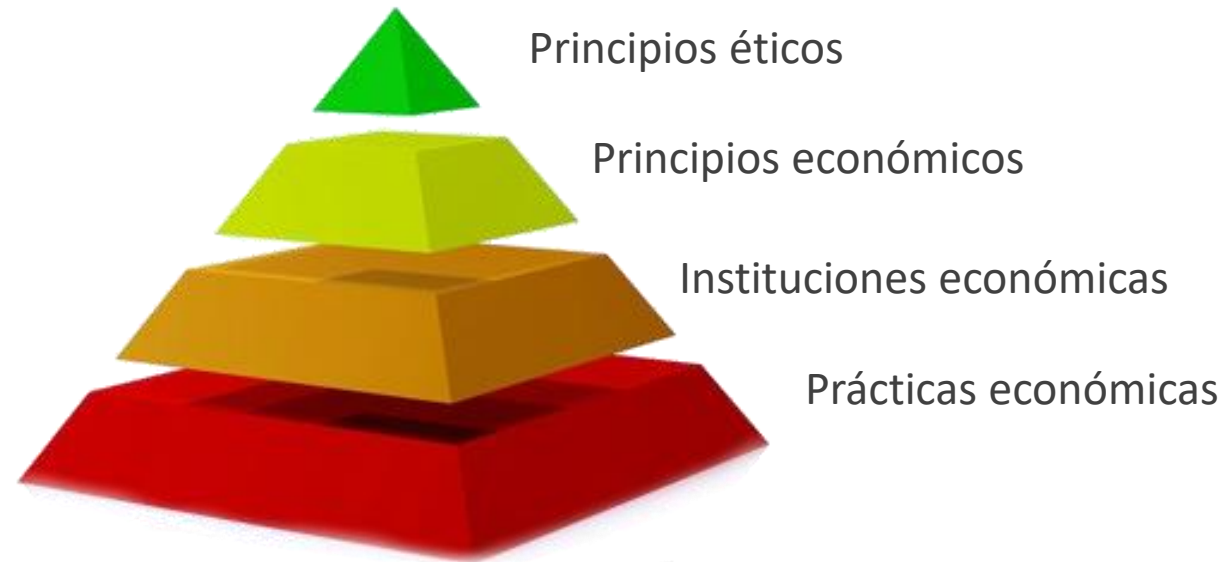 Principios éticos
Principios económicos
Instituciones económicas
Prácticas económicas